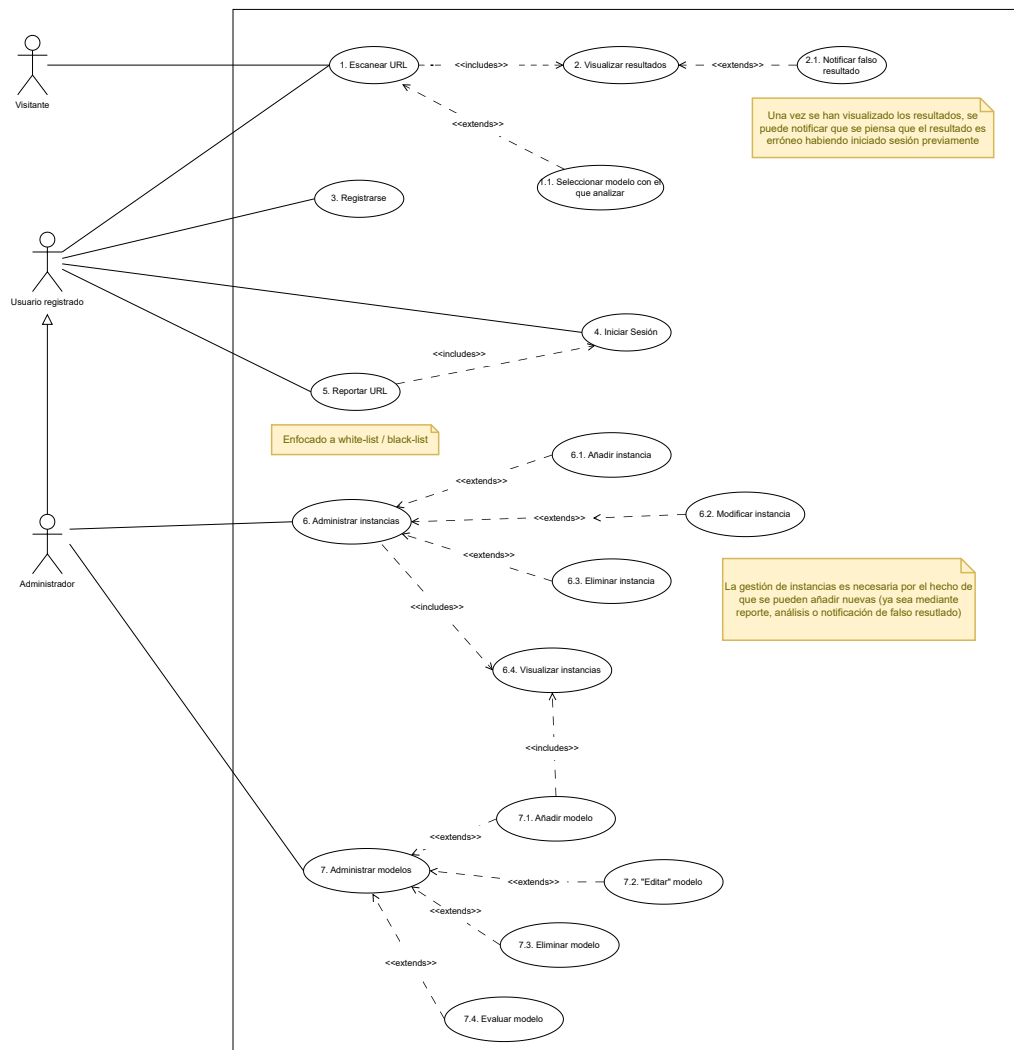 Visitante
1. Escanear URL
<<includes>>
2. Visualizar resultados
<<extends>>
2.1. Notificar falso
resultado
Una vez se han visualizado los resultados, se
puede notificar que se piensa que el resultado es
erróneo habiendo iniciado sesión previamente
<<extends>>
1.1. Seleccionar modelo con el
que analizar
3. Registrarse
Usuario registrado
4. Iniciar Sesión
<<includes>>
5. Reportar URL
Enfocado a white-list / black-list
6.1. Añadir instancia
<<extends>>
6. Administrar instancias
<<extends>>
6.2. Modificar instancia
Administrador
<<extends>>
6.3. Eliminar instancia
La gestión de instancias es necesaria por el hecho de
que se pueden añadir nuevas (ya sea mediante
reporte, análisis o notificación de falso resutlado)
<<includes>>
6.4. Visualizar instancias
<<includes>>
7.1. Añadir modelo
<<extends>>
7. Administrar modelos
<<extends>>
7.2. "Editar" modelo
<<extends>>
7.3. Eliminar modelo
<<extends>>
7.4. Evaluar modelo